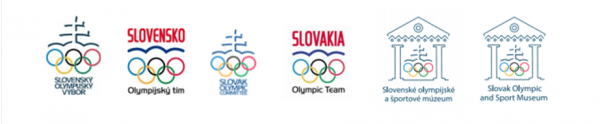 SLOVENSKÝ
OLYMPIJSKÝ
VÝBOR
SLOVENSKO
Olympijský tím
SLOVAK
OLYMPIC
COMMITTEE
SLOVAKIA
Olympic Team
Slovenské olympijské
a športové múzeum
Slovak Olympic
and Sport Museum